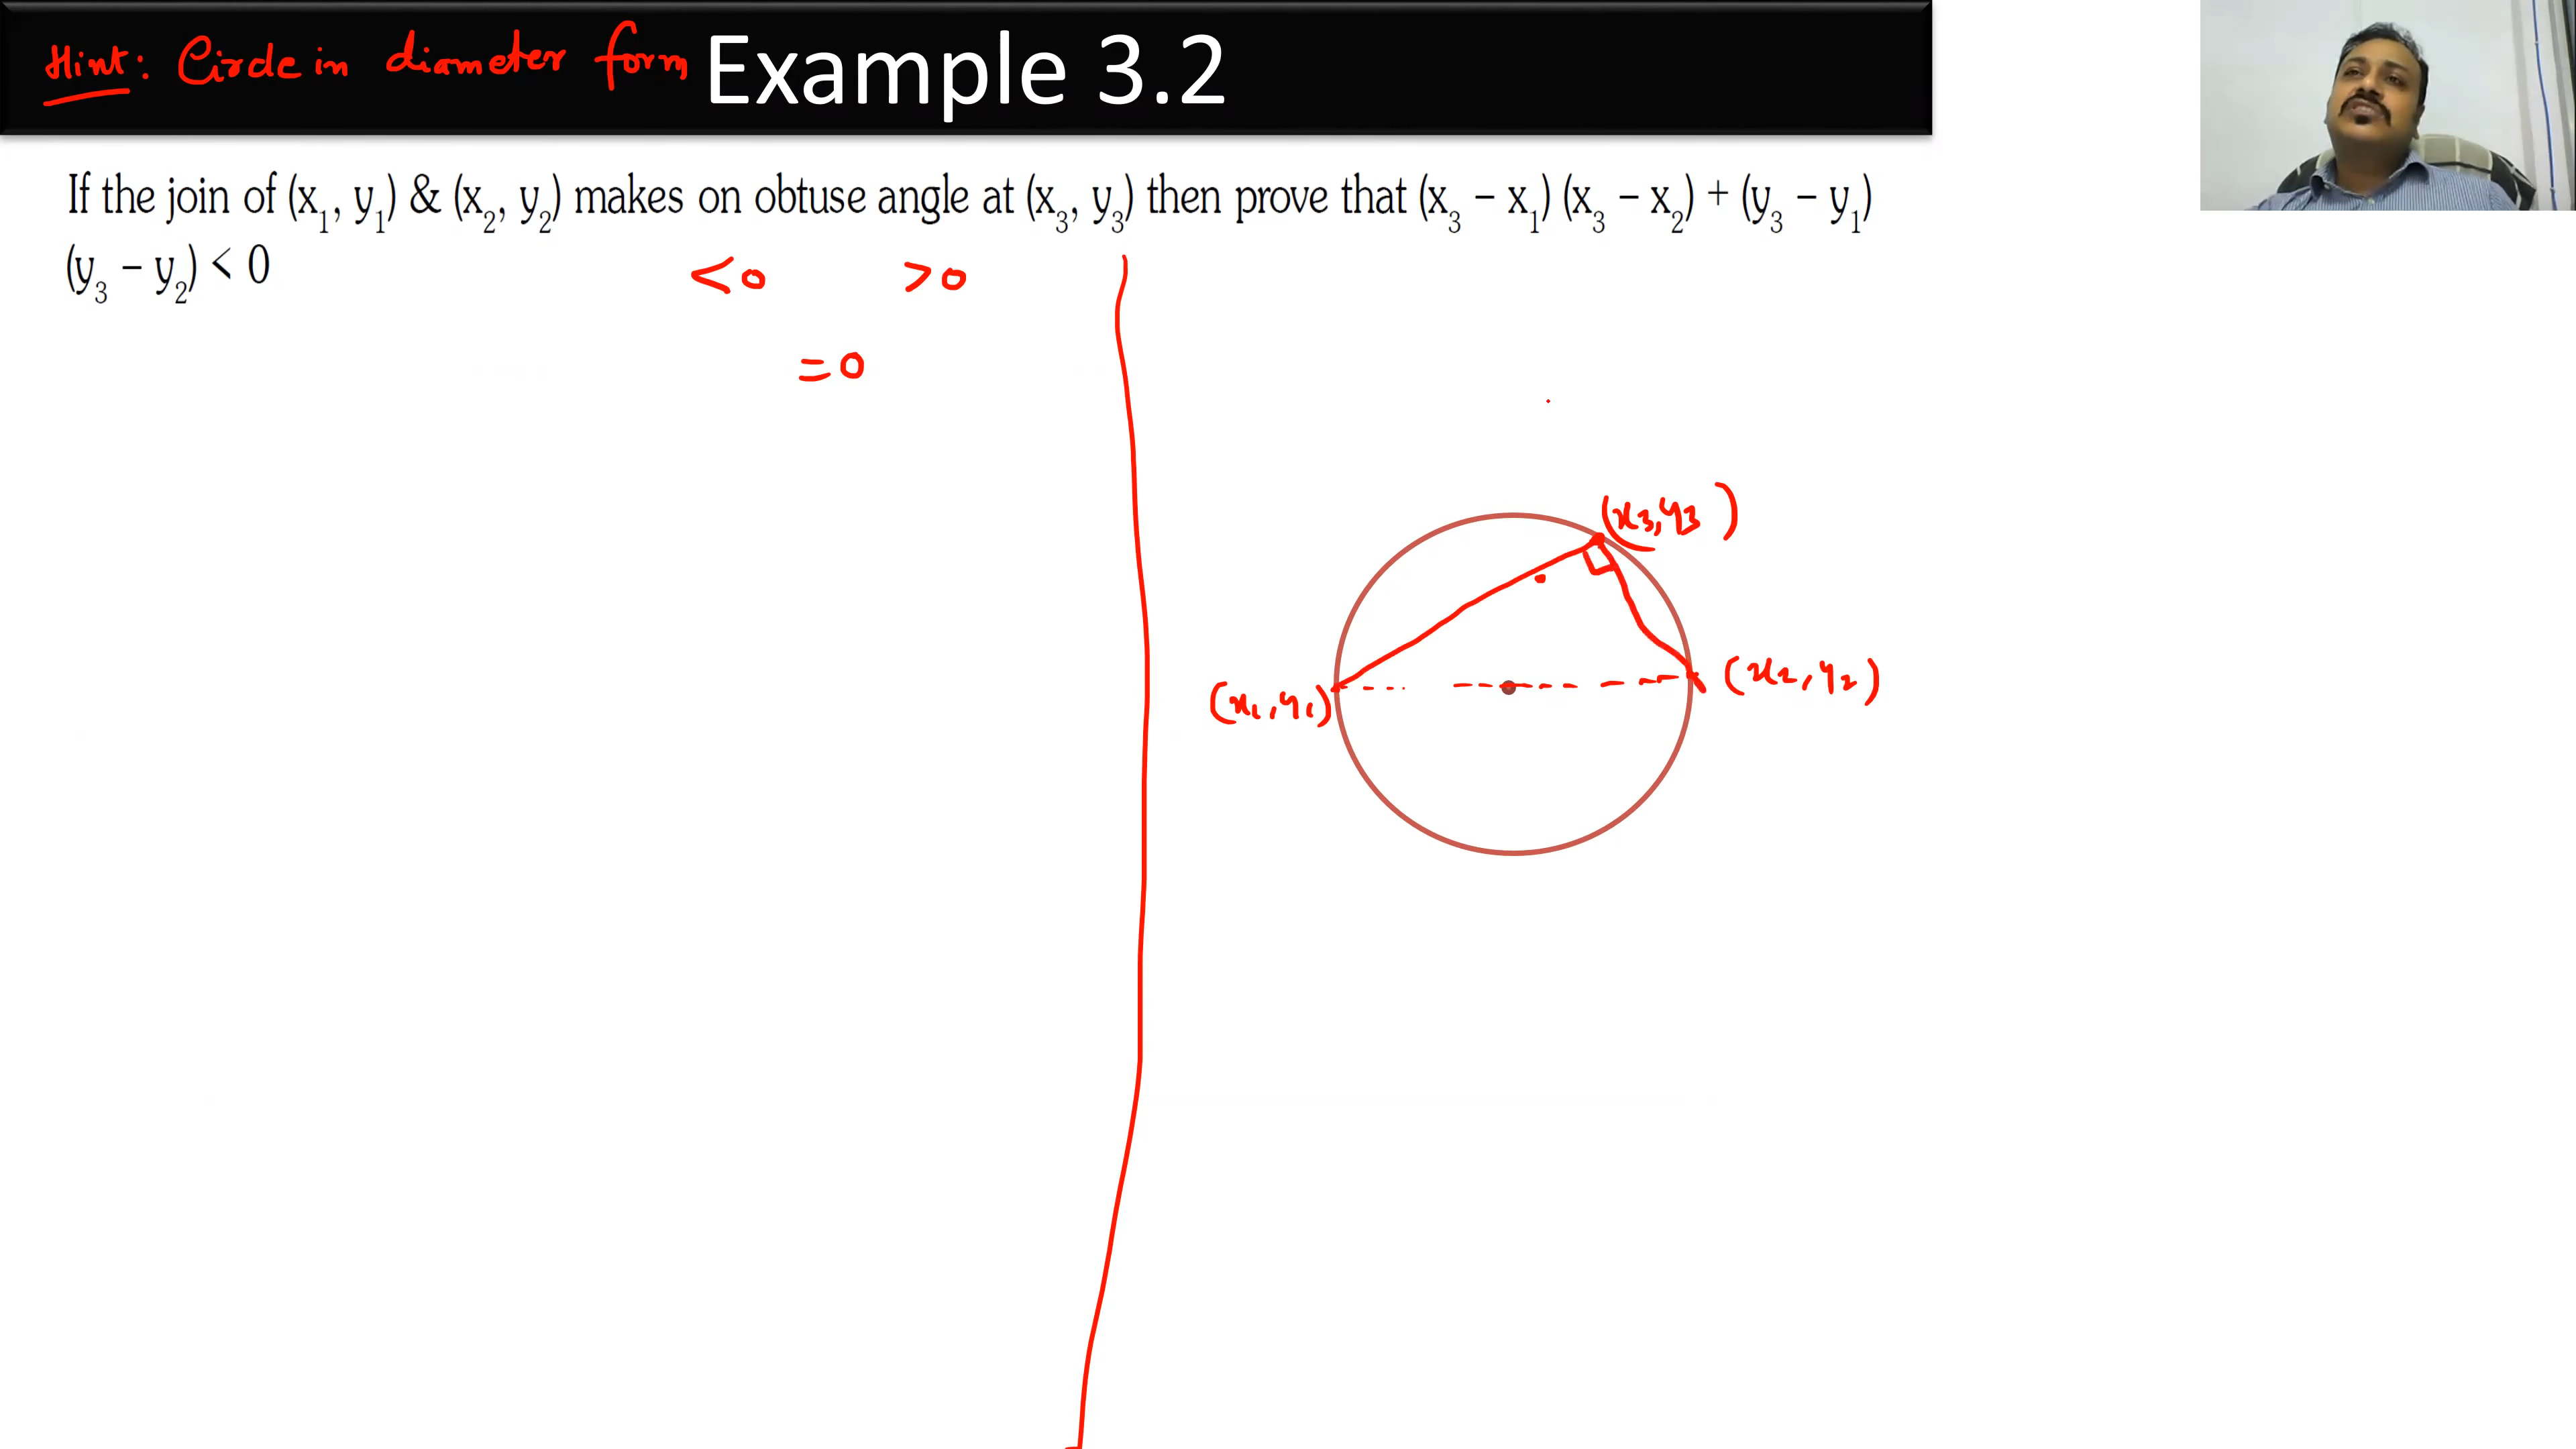 Hint: Circle in diameter form Example 3.2
If the join of (x₁, y₁) & (x₂, y₂) makes on obtuse angle at (x₃, y₃) then prove that (x₃ – x₁) (x₃ – x₂) + (y₃ – y₁)
(y₃ – y₂) < 0
<0 >0
=0
(x₃,y₃)
(x₁,y₁)
(x₂,y₂)